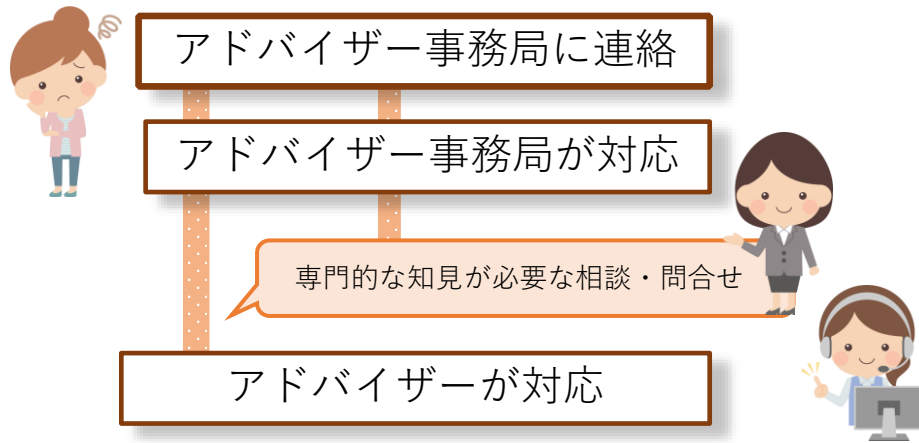 アドバイザー事務局に連絡
アドバイザー事務局が対応
専門的な知見が必要な相談・問合せ
アドバイザーが対応